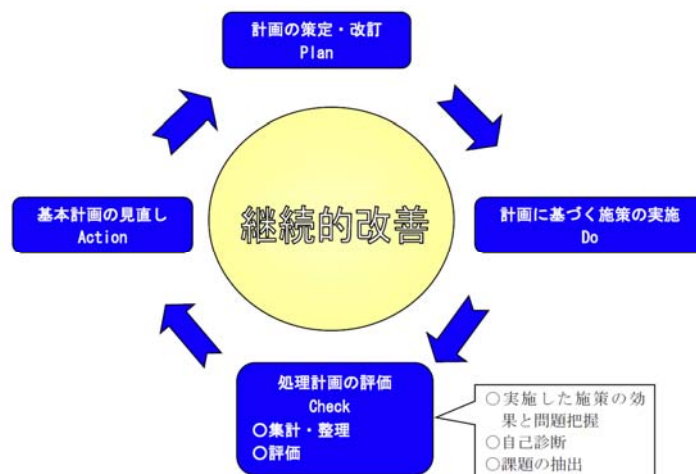 計画の策定・改訂
Plan
継続的改善
基本計画の見直し
Action
計画に基づく施策の実施
Do
処理計画の評価
Check
○集計・整理
○評価
○実施した施策の効
果と問題把握
○自己診断
○課題の抽出